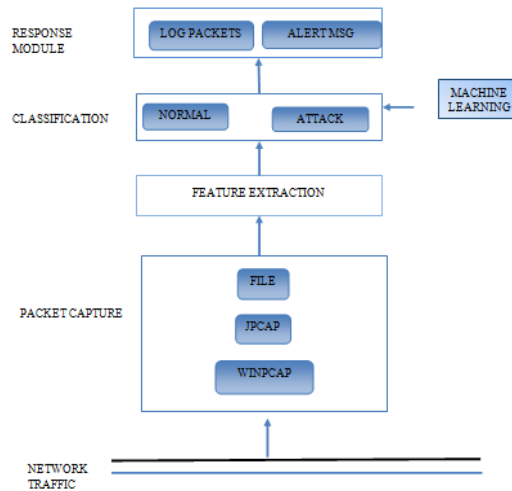 RESPONSE
MODULE
LOG PACKETS
ALERT MSG
CLASSIFICATION
NORMAL
ATTACK
MACHINE
LEARNING
FEATURE EXTRACTION
PACKET CAPTURE
FILE
JPCAP
WINPCAP
NETWORK
TRAFFIC